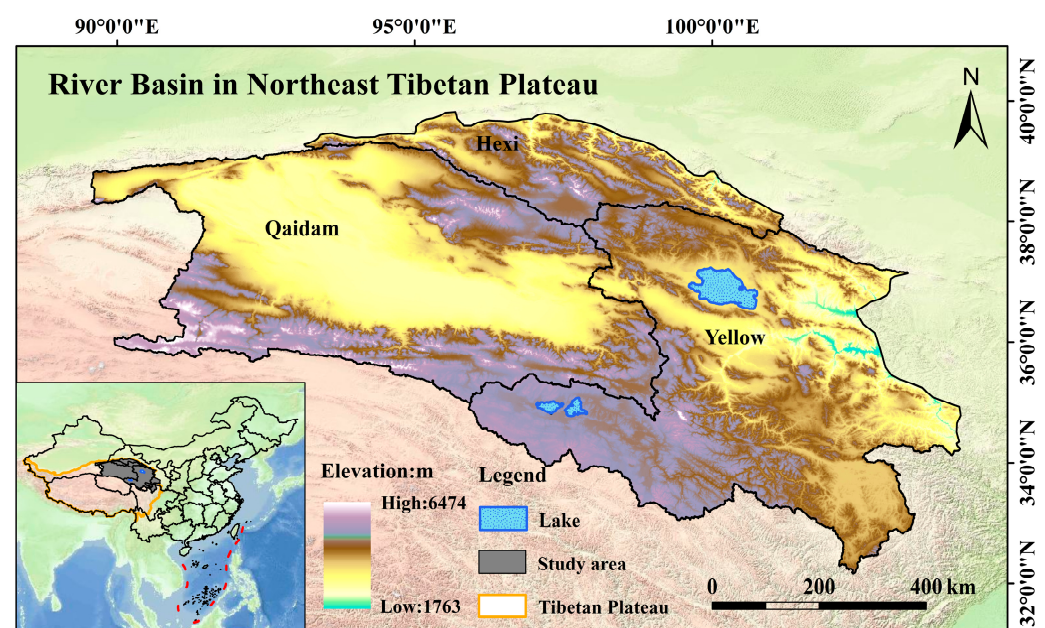 90°0'0"E 95°0'0"E 100°0'0"E
River Basin in Northeast Tibetan Plateau
N
40°0'0"N
Hexi
38°0'0"N
Qaidam
Yellow
36°0'0"N
34°0'0"N
32°0'0"N
Elevation:m
High:6474
Low:1763
Legend
Lake
Study area
Tibetan Plateau
0 200 400 km